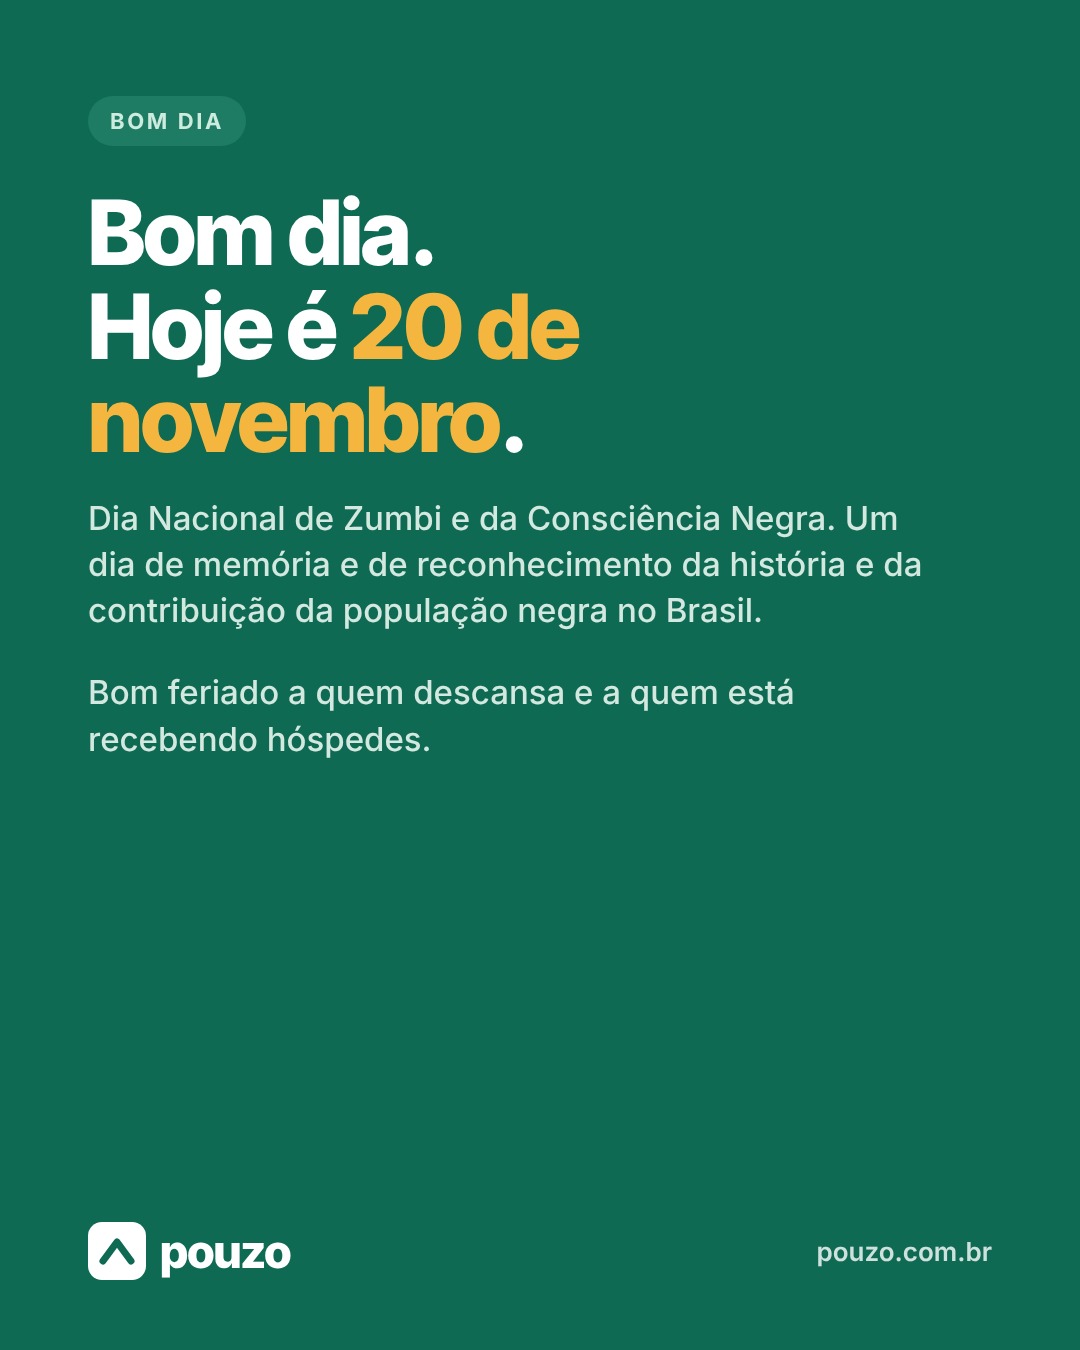 BOM DIA
Bom dia.
Hoje é 20 de
novembro.
Dia Nacional de Zumbi e da Consciência Negra. Um
dia de memória e de reconhecimento da história e da
contribuição da população negra no Brasil.
Bom feriado a quem descansa e a quem está
recebendo hóspedes.
pouzo
pouzo.com.br